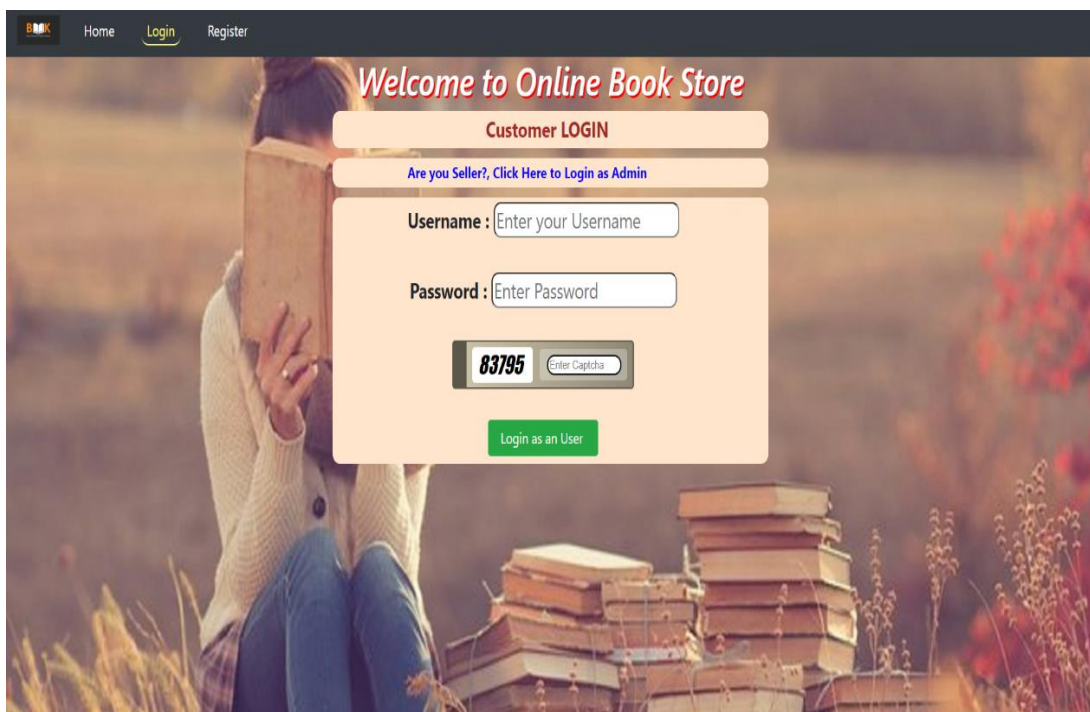 BOOK
Home Login Register
Welcome to Online Book Store
Customer LOGIN
Are you Seller?, Click Here to Login as Admin
Username : Enter your Username
Password : Enter Password
83795 Enter Captcha
Login as an User